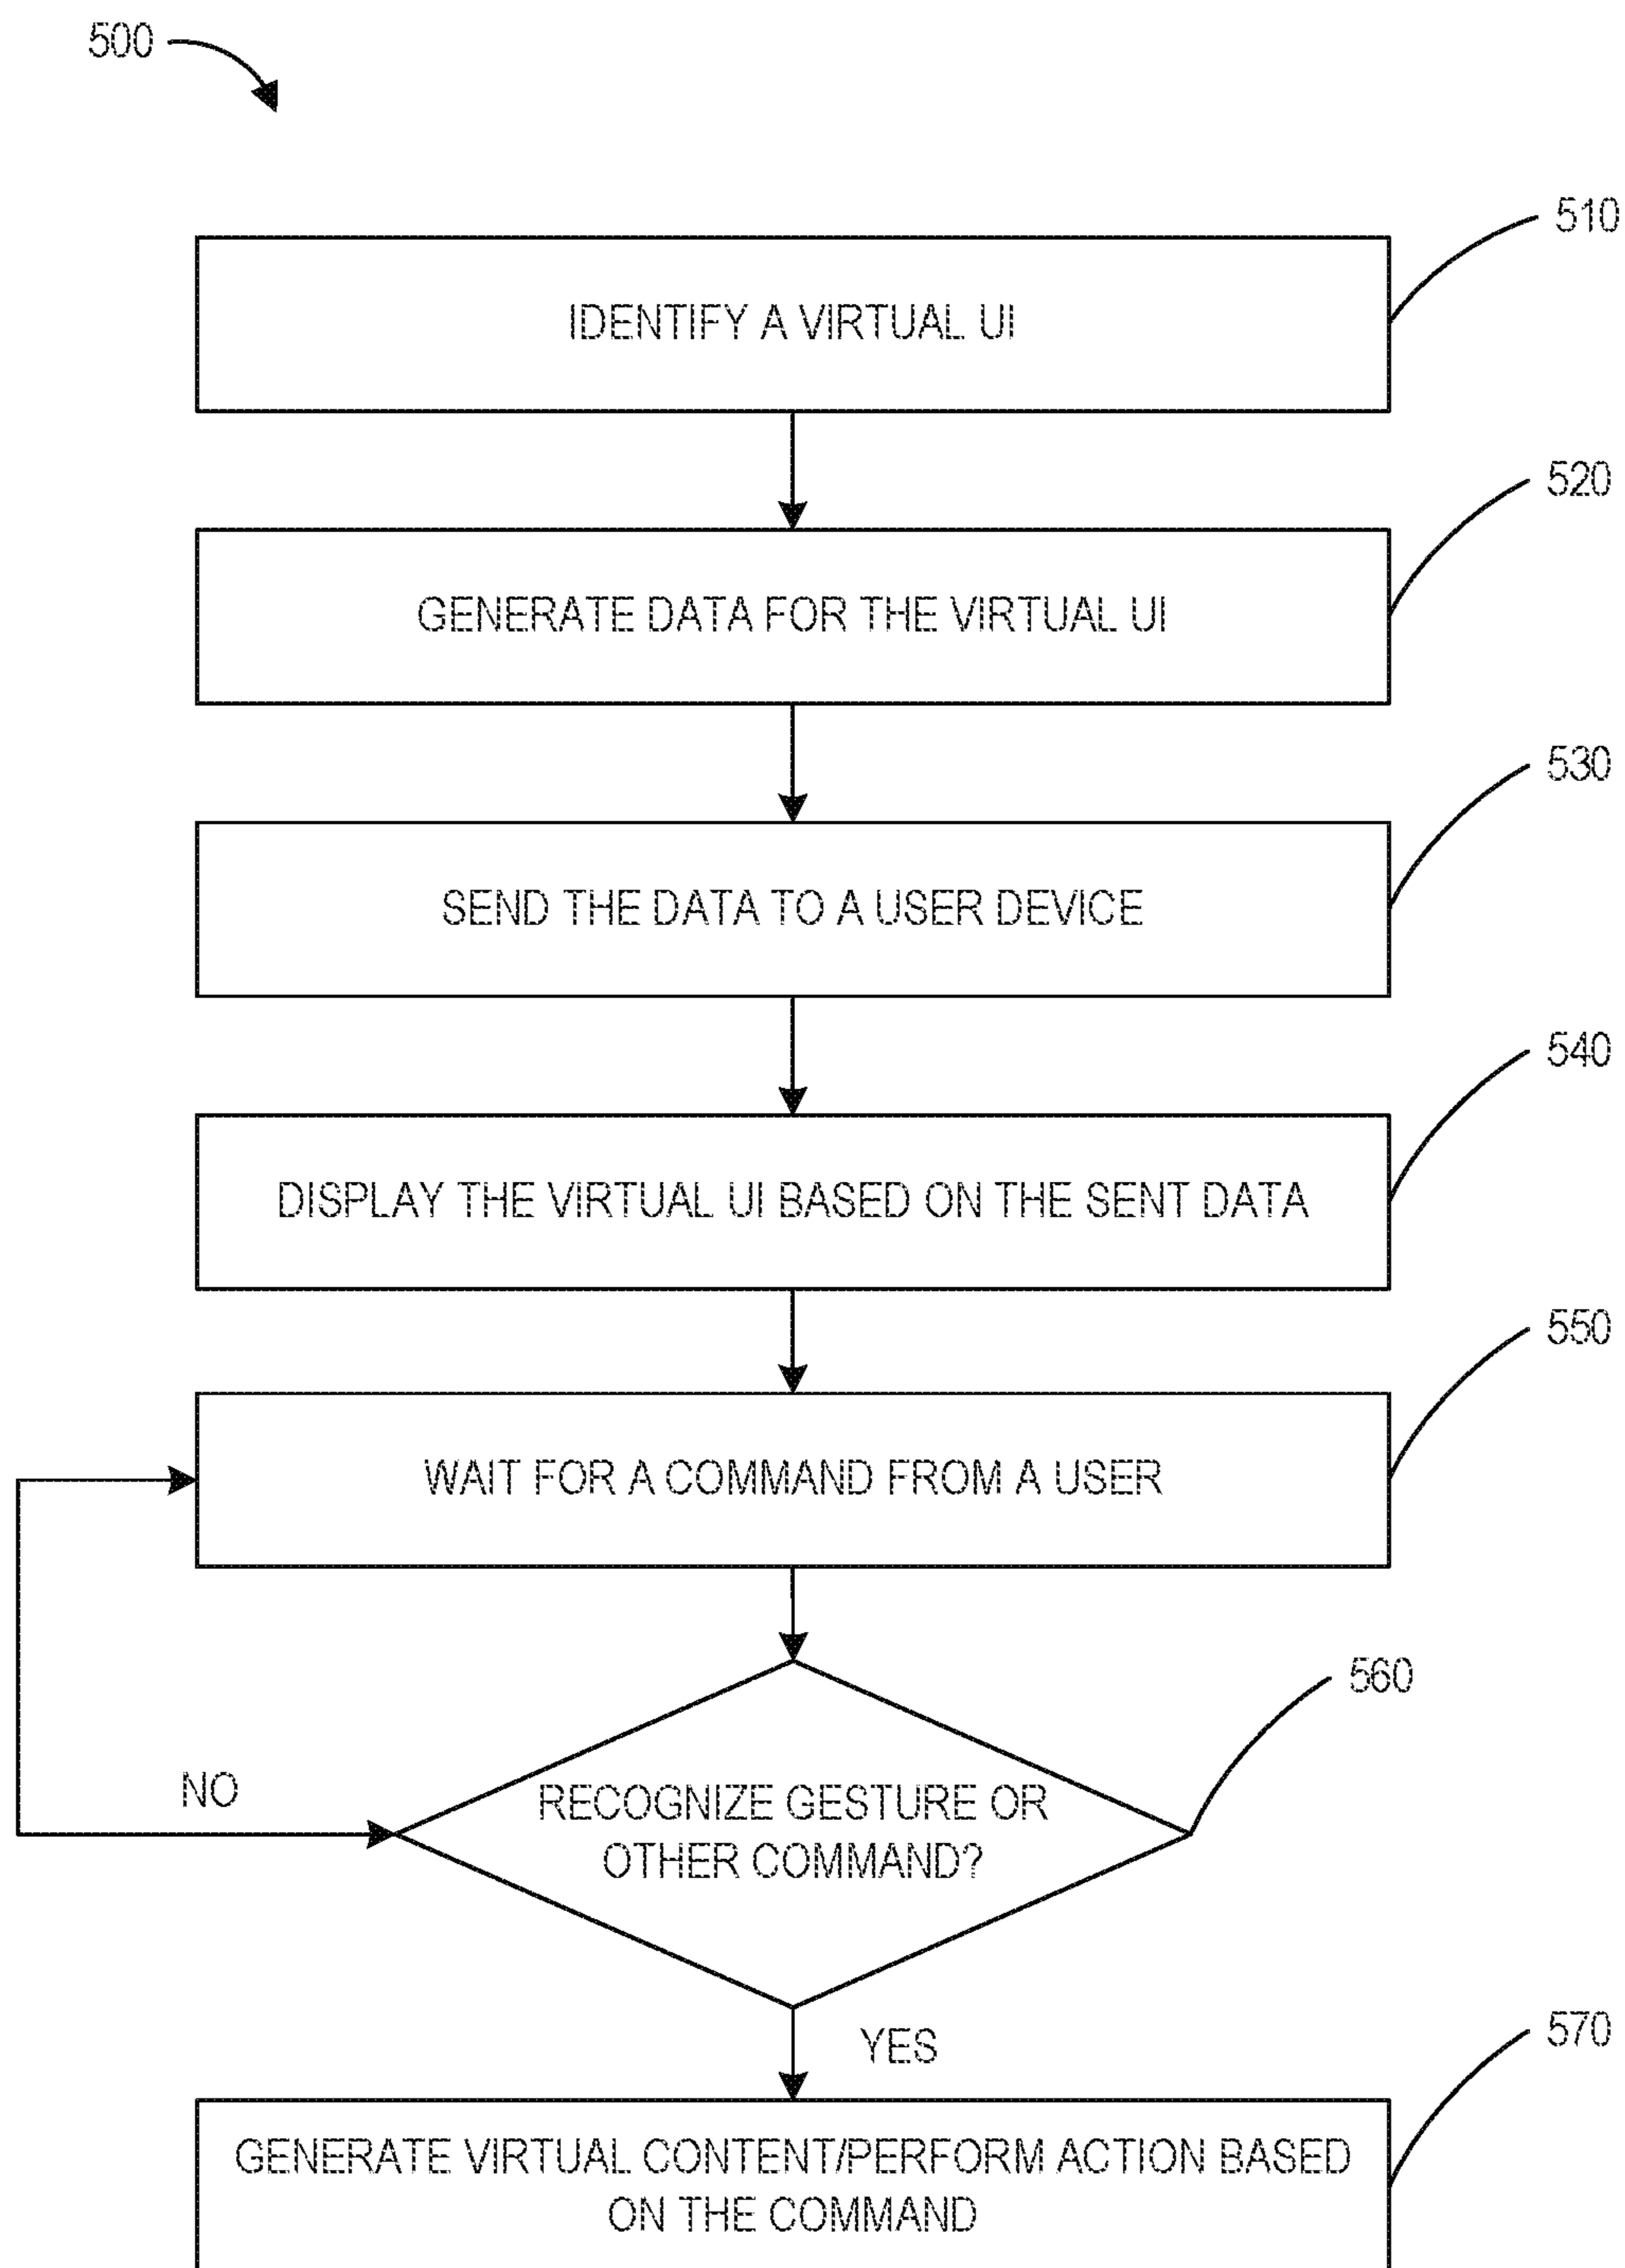 500
510
IDENTIFY A VIRTUAL UI
520
GENERATE DATA FOR THE VIRTUAL UI
530
SEND THE DATA TO A USER DEVICE
540
DISPLAY THE VIRTUAL UI BASED ON THE SENT DATA
550
WAIT FOR A COMMAND FROM A USER
560
NO
RECOGNIZE GESTURE OR
OTHER COMMAND?
YES
570
GENERATE VIRTUAL CONTENT/PERFORM ACTION BASED
ON THE COMMAND